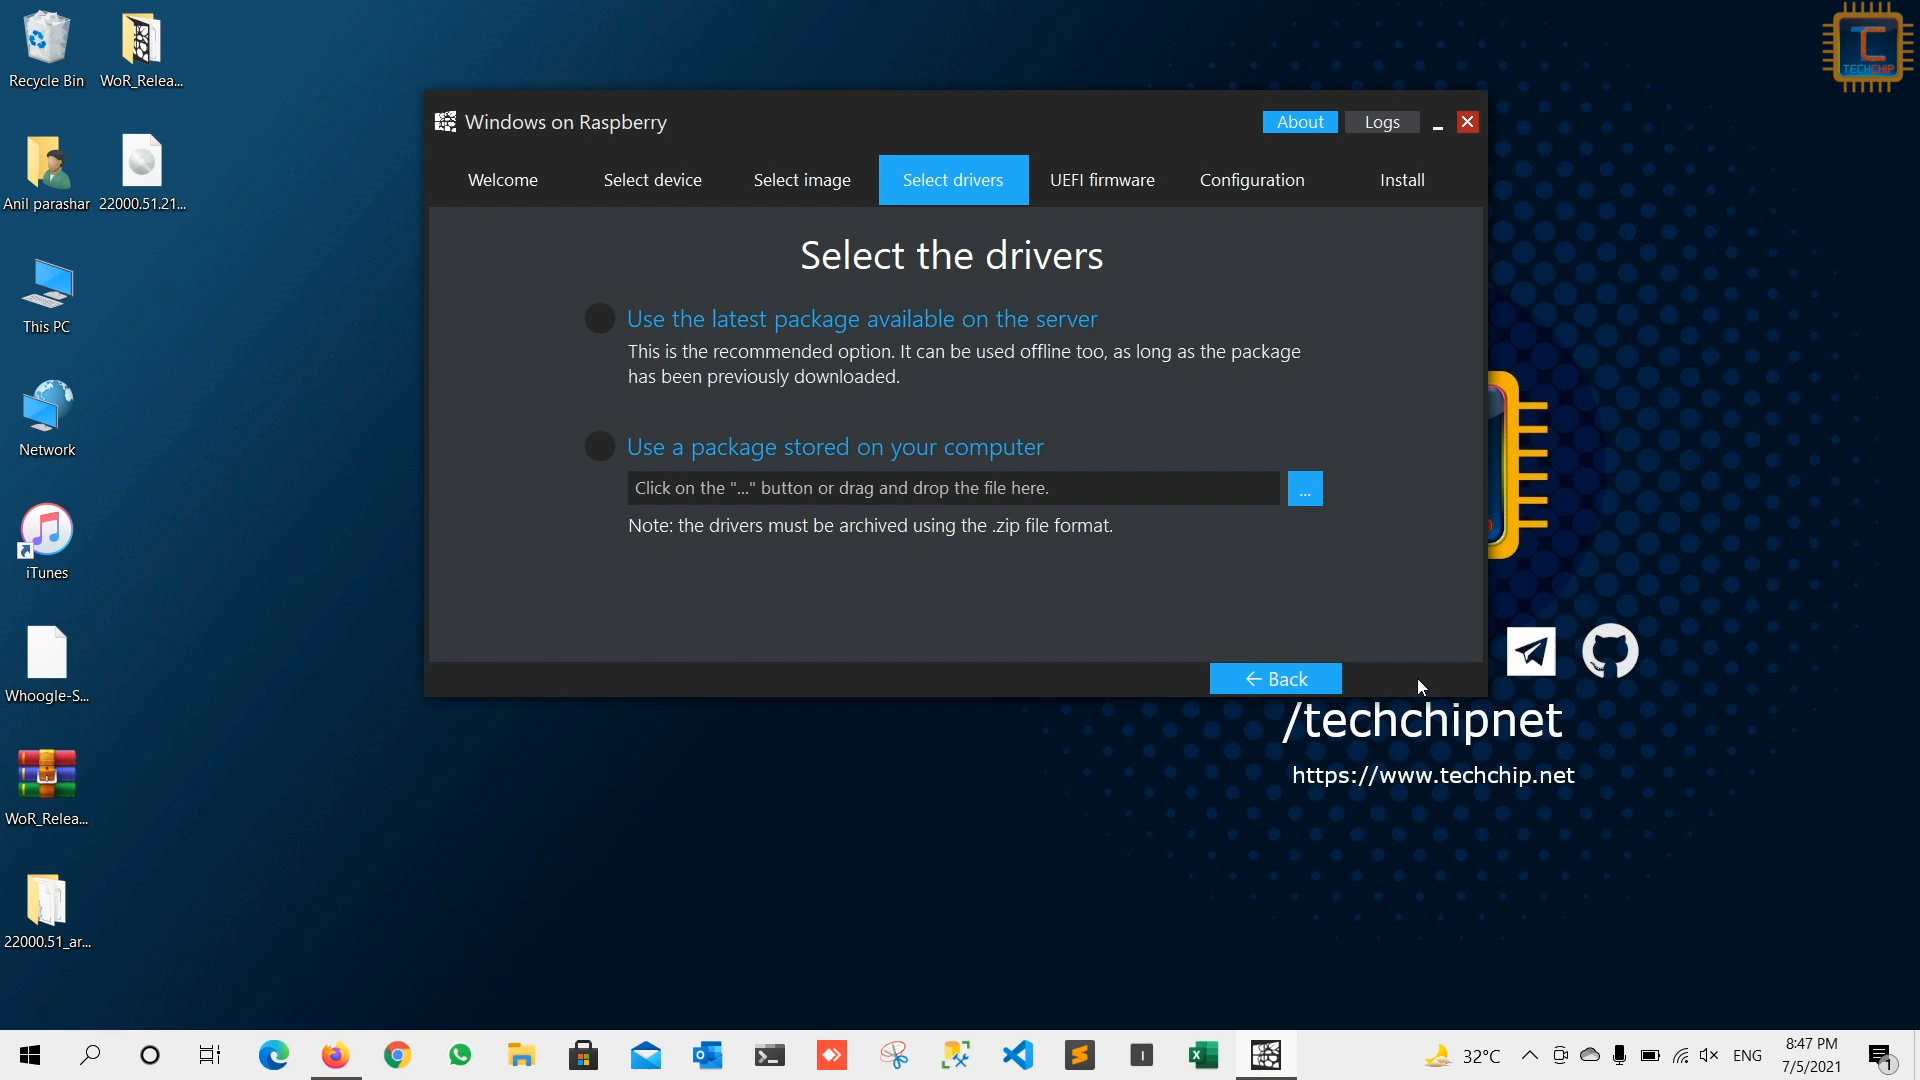 Recycle Bin
WoR_Relea...
Anil parashar
22000.51.21...
This PC
Network
iTunes
Whoogle-S...
WoR_Relea...
22000.51_ar...
TC
TECHCHIP
Windows on Raspberry
About
Logs
Welcome
Select device
Select image
Select drivers
UEFI firmware
Configuration
Install
Select the drivers
Use the latest package available on the server
This is the recommended option. It can be used offline too, as long as the package
has been previously downloaded.
Use a package stored on your computer
Click on the "..." button or drag and drop the file here.
...
Note: the drivers must be archived using the .zip file format.
← Back
/techchipnet
https://www.techchip.net
32°C
ENG
8:47 PM
7/5/2021
1